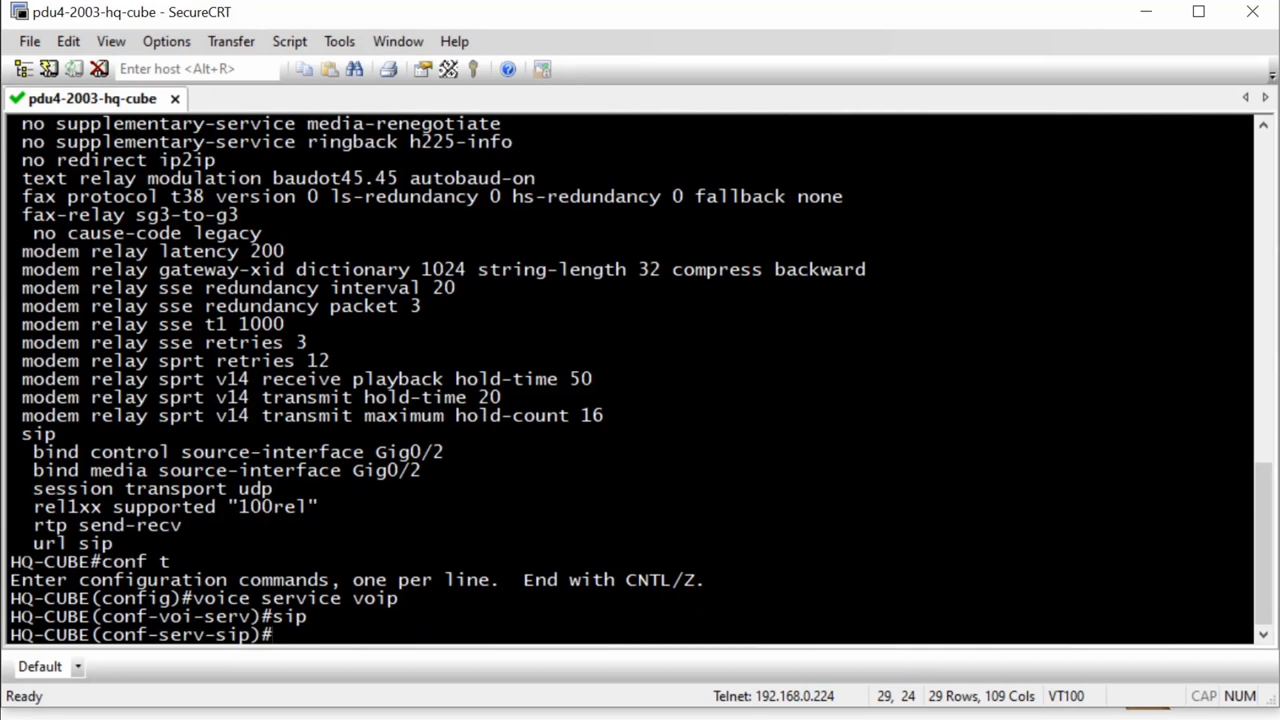 pdu4-2003-hq-cube - SecureCRT
File Edit View Options Transfer Script Tools Window Help
Enter host <Alt+R>
pdu4-2003-hq-cube
no supplementary-service media-renegotiate
no supplementary-service ringback h225-info
no redirect ip2ip
text relay modulation baudot45.45 autobaud-on
fax protocol t38 version 0 ls-redundancy 0 hs-redundancy 0 fallback none
fax-relay sg3-to-g3
no cause-code legacy
modem relay latency 200
modem relay gateway-xid dictionary 1024 string-length 32 compress backward
modem relay sse redundancy interval 20
modem relay sse redundancy packet 3
modem relay sse t1 1000
modem relay sse retries 3
modem relay sprt retries 12
modem relay sprt v14 receive playback hold-time 50
modem relay sprt v14 transmit hold-time 20
modem relay sprt v14 transmit maximum hold-count 16
sip
bind control source-interface Gig0/2
bind media source-interface Gig0/2
session transport udp
rel1xx supported "100rel"
rtp send-recv
url sip
HQ-CUBE#conf t
Enter configuration commands, one per line.  End with CNTL/Z.
HQ-CUBE(config)#voice service voip
HQ-CUBE(conf-voi-serv)#sip
HQ-CUBE(conf-serv-sip)#
Default
Ready Telnet: 192.168.0.224 29, 24 29 Rows, 109 Cols VT100 CAP NUM